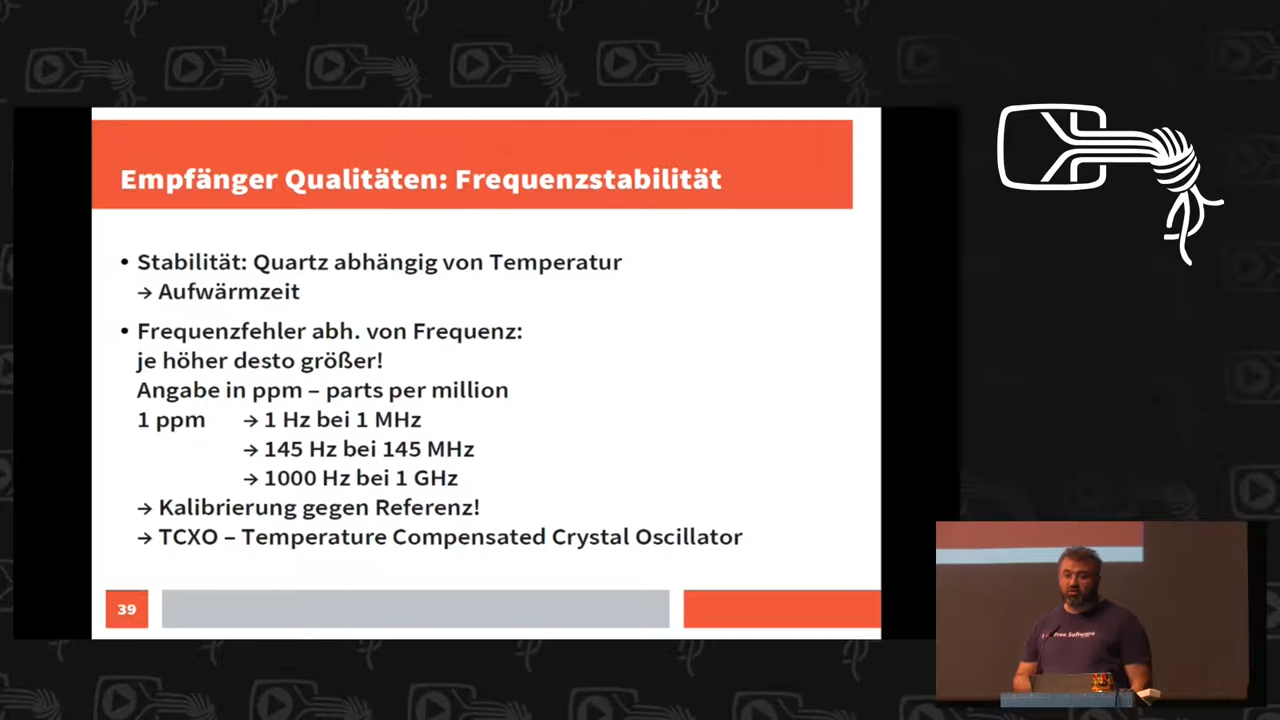 Empfänger Qualitäten: Frequenzstabilität
• Stabilität: Quartz abhängig von Temperatur
→ Aufwärmzeit
• Frequenzfehler abh. von Frequenz:
je höher desto größer!
Angabe in ppm – parts per million
1 ppm → 1 Hz bei 1 MHz
→ 145 Hz bei 145 MHz
→ 1000 Hz bei 1 GHz
→ Kalibrierung gegen Referenz!
→ TCXO – Temperature Compensated Crystal Oscillator
39
Free Software